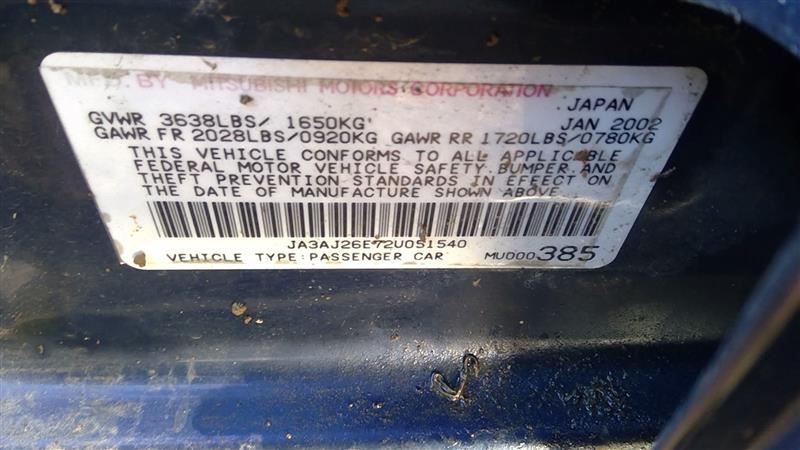 MFD. BY MITSUBISHI MOTORS CORPORATION
JAPAN
GVWR 3638LBS/ 1650KG JAN 2002
GAWR FR 2028LBS/0920KG GAWR RR 1720LBS/0780KG
THIS VEHICLE CONFORMS TO ALL APPLICABLE
FEDERAL MOTOR VEHICLE SAFETY,BUMPER,AND
THEFT PREVENTION STANDARDS IN EFFECT ON
THE DATE OF MANUFACTURE SHOWN ABOVE.
JA3AJ26E72U051540
VEHICLE TYPE:PASSENGER CAR MU000385